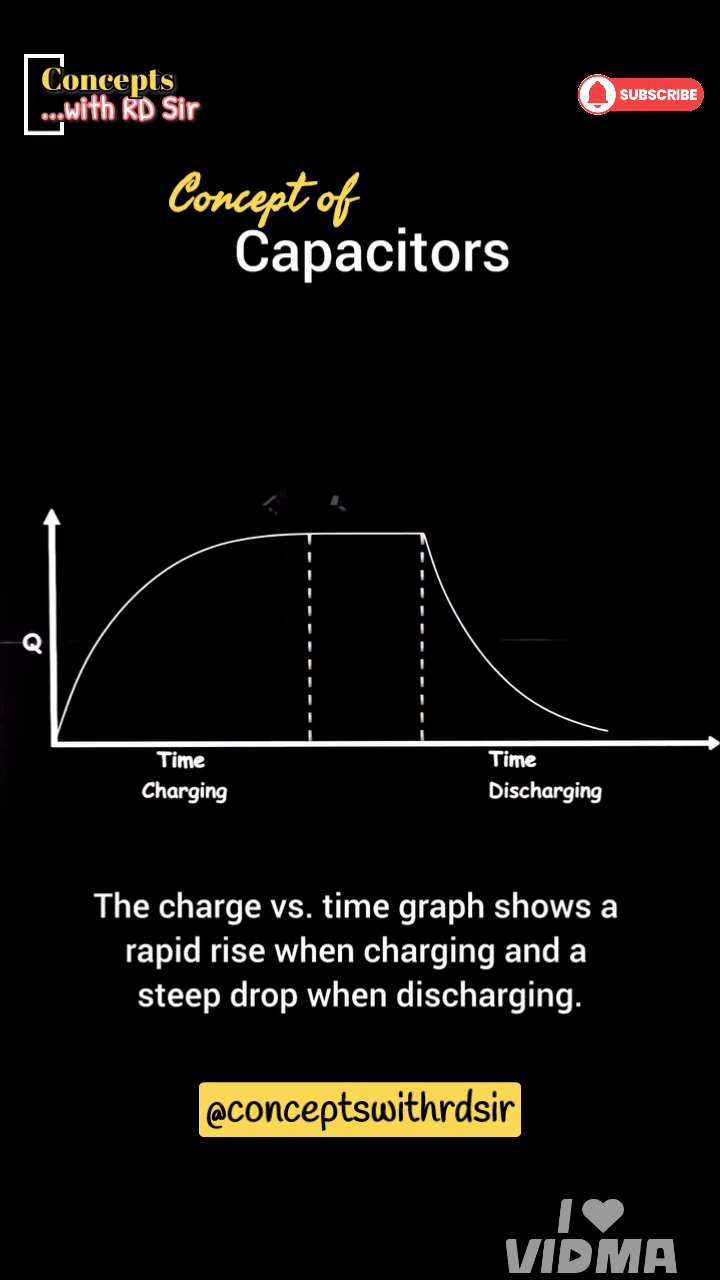 Concepts
...with RD Sir
SUBSCRIBE
Concept of
Capacitors
Q
Time
Charging
Time
Discharging
The charge vs. time graph shows a
rapid rise when charging and a
steep drop when discharging.
@conceptswithrdsir
I
VIDMA